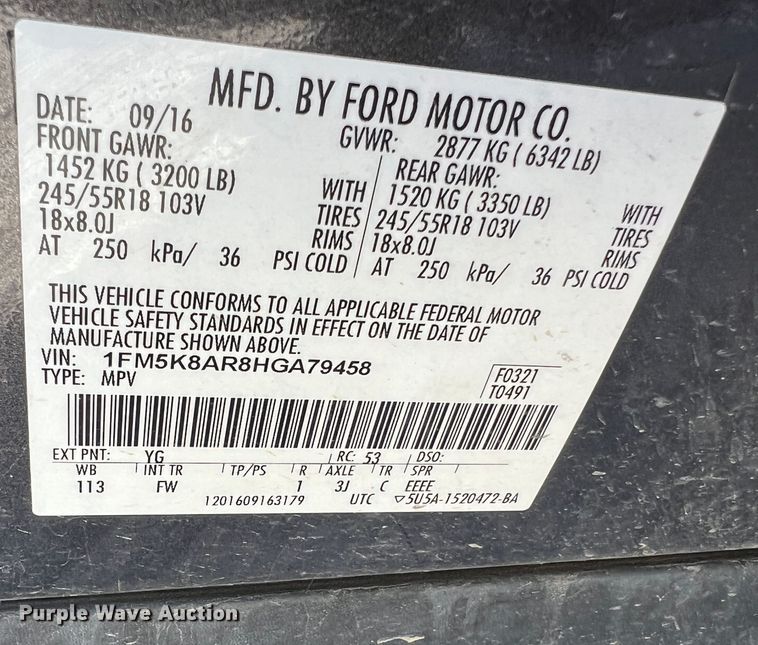 MFD. BY FORD MOTOR CO.
DATE: 09/16
GVWR: 2877 KG ( 6342 LB)
FRONT GAWR:
1452 KG ( 3200 LB) WITH
245/55R18 103V TIRES
18x8.0J RIMS
AT 250 kPa/ 36 PSI COLD
REAR GAWR:
1520 KG ( 3350 LB) WITH
245/55R18 103V TIRES
18x8.0J RIMS
AT 250 kPa/ 36 PSI COLD
THIS VEHICLE CONFORMS TO ALL APPLICABLE FEDERAL MOTOR
VEHICLE SAFETY STANDARDS IN EFFECT ON THE DATE OF
MANUFACTURE SHOWN ABOVE.
VIN: 1FM5K8AR8HGA79458
TYPE: MPV
F0321
T0491
EXT PNT: YG RC: 53 DSO:
WB INT TR TP/PS R AXLE TR SPR
113 FW 1 3J C EEEE
1201609163179 UTC ▽5U5A-1520472-BA
Purple Wave Auction